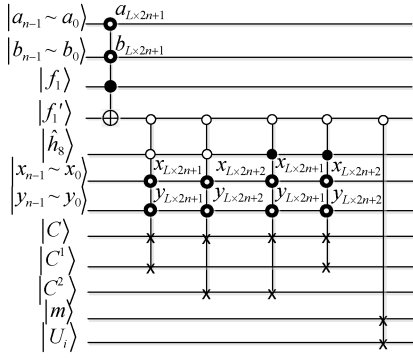 |a_{n-1} ~ a_0⟩ a_{L×2n+1}
|b_{n-1} ~ b_0⟩ b_{L×2n+1}
|f_1⟩
|f_1'⟩
|ĥ_8⟩
|x_{n-1} ~ x_0⟩ x_{L×2n+1} x_{L×2n+2} x_{L×2n+1} x_{L×2n+2}
|y_{n-1} ~ y_0⟩ y_{L×2n+1} y_{L×2n+2} y_{L×2n+1} y_{L×2n+2}
|C⟩
|C^1⟩
|C^2⟩
|m⟩
|U_i⟩